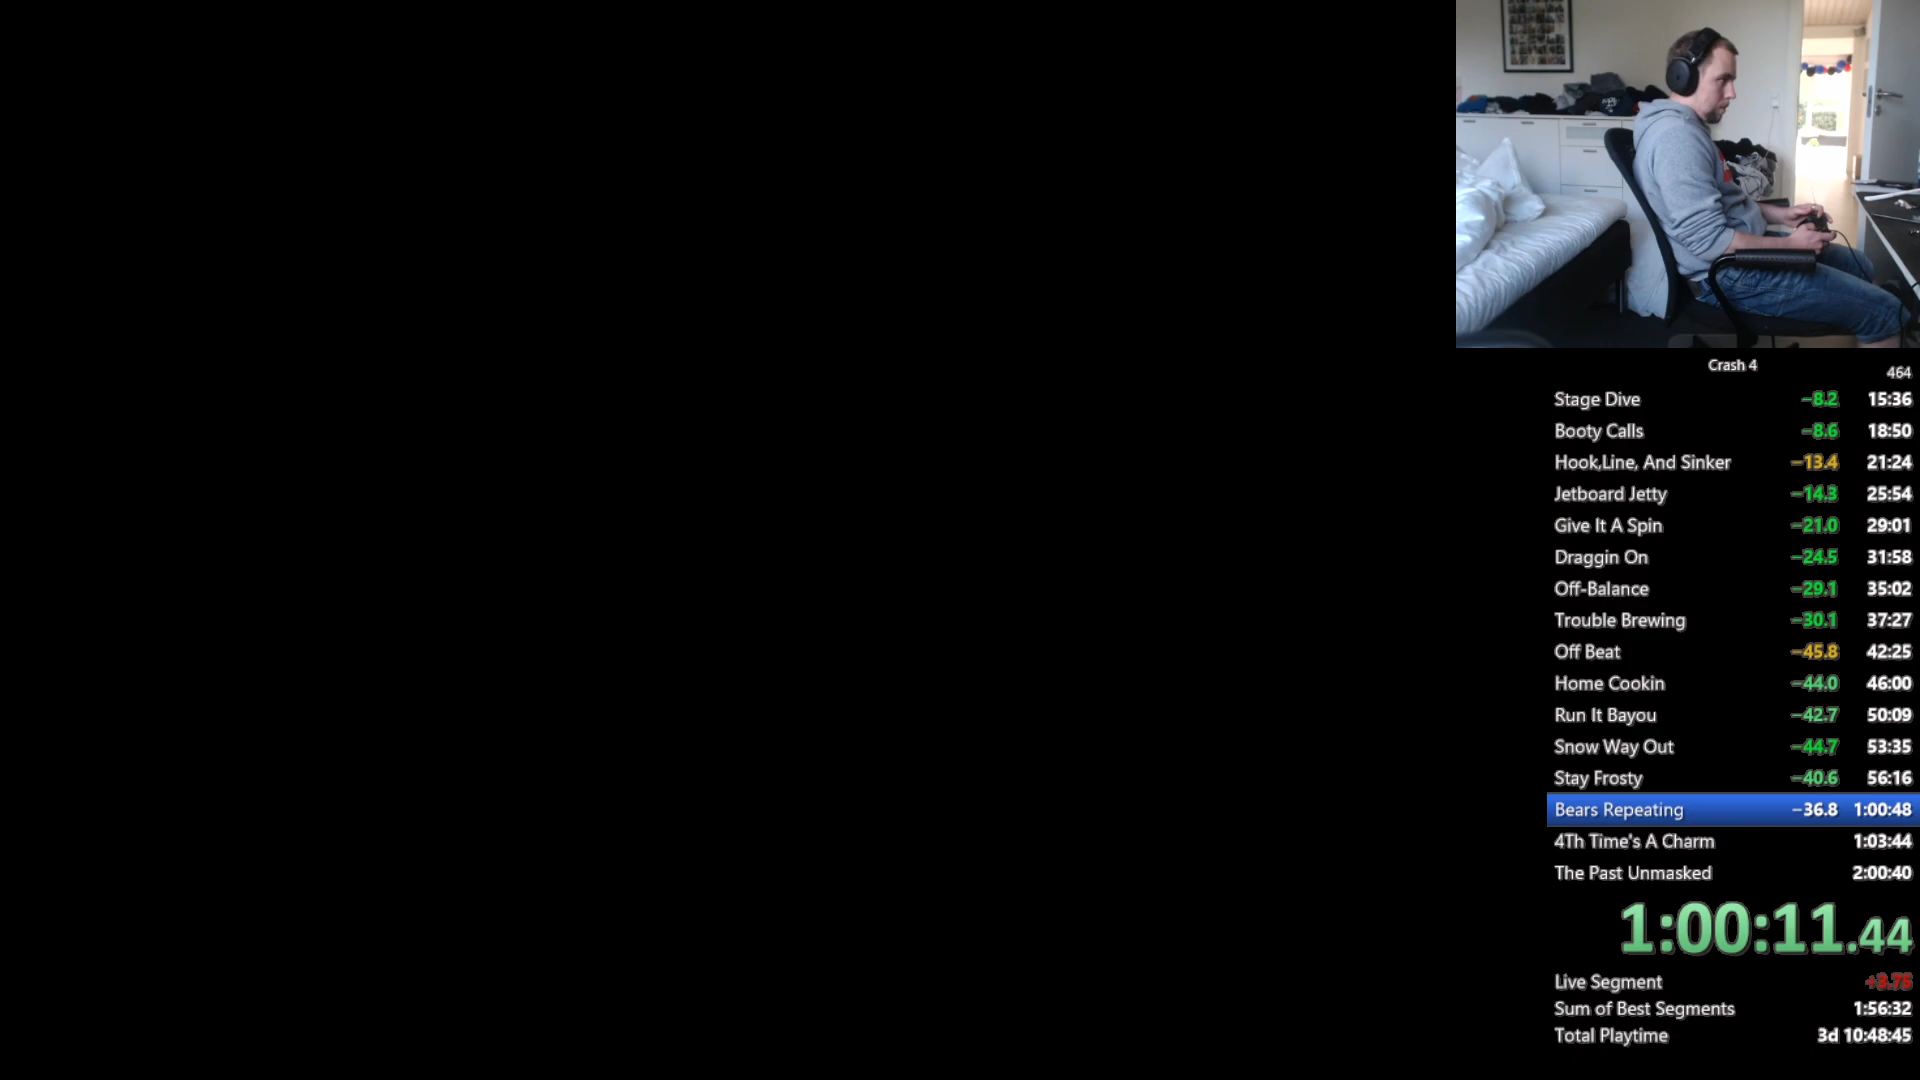 Crash 4
464
Stage Dive −8.2 15:36
Booty Calls −8.6 18:50
Hook,Line, And Sinker −13.4 21:24
Jetboard Jetty −14.3 25:54
Give It A Spin −21.0 29:01
Draggin On −24.5 31:58
Off-Balance −29.1 35:02
Trouble Brewing −30.1 37:27
Off Beat −45.8 42:25
Home Cookin −44.0 46:00
Run It Bayou −42.7 50:09
Snow Way Out −44.7 53:35
Stay Frosty −40.6 56:16
Bears Repeating −36.8 1:00:48
4Th Time's A Charm 1:03:44
The Past Unmasked 2:00:40
1:00:11.44
Live Segment +3.75
Sum of Best Segments 1:56:32
Total Playtime 3d 10:48:45